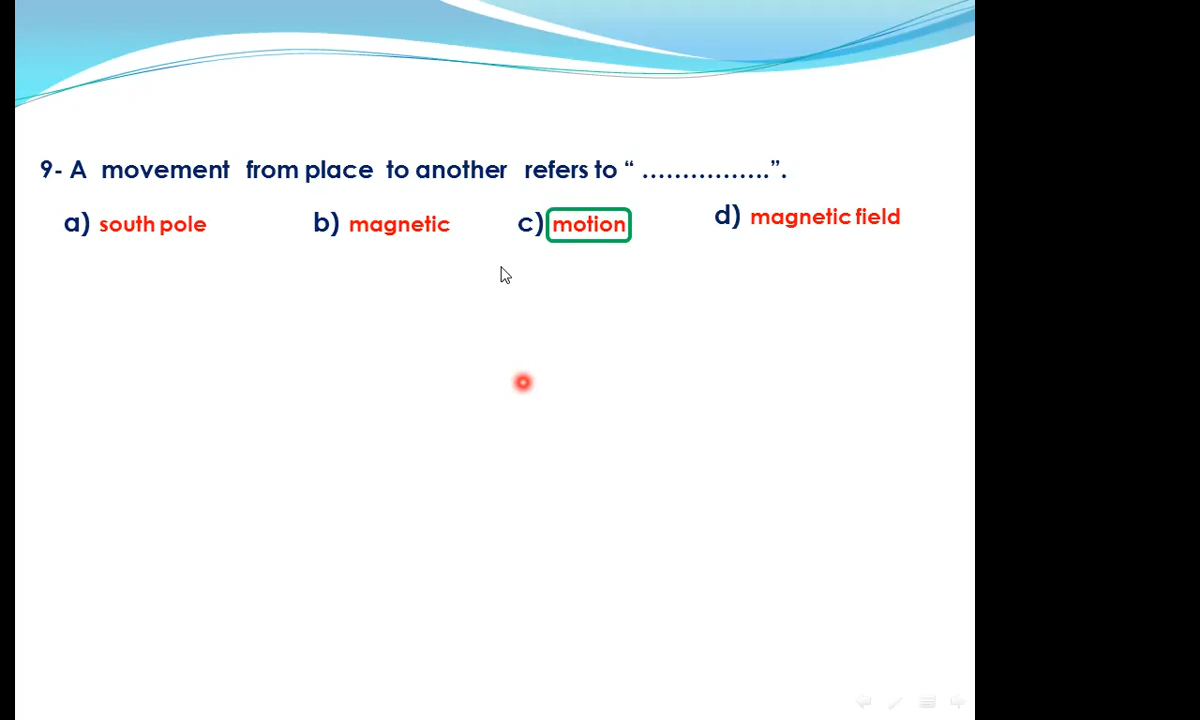 9- A movement from place to another refers to “ …………….”.
a) south pole b) magnetic c) motion d) magnetic field